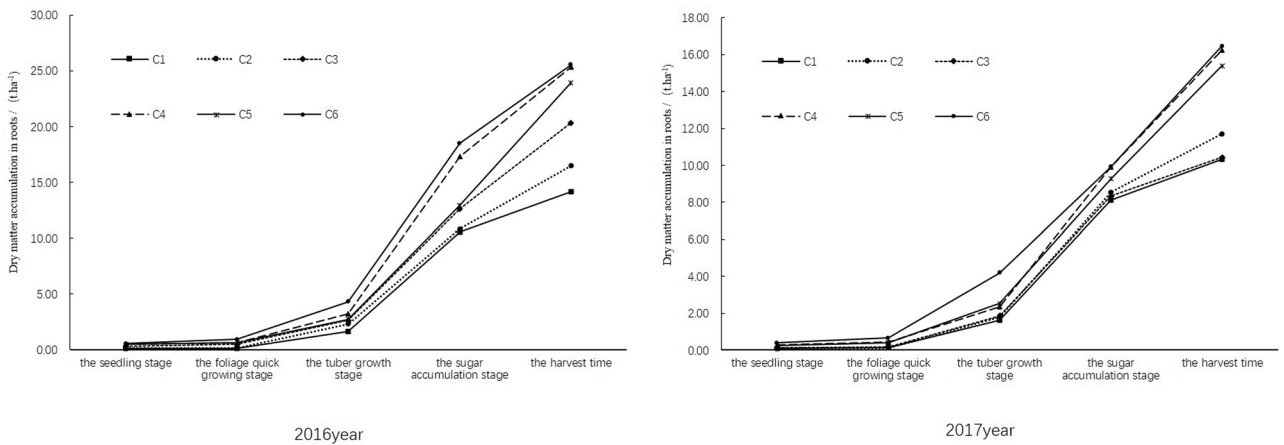 Dry matter accumulation in roots / (t.ha-1)
30.00
25.00
20.00
15.00
10.00
5.00
0.00
C1 C2 C3
C4 C5 C6
the seedling stage
the foliage quick
growing stage
the tuber growth
stage
the sugar
accumulation stage
the harvest time
2016year
Dry matter accumulation in roots / (t.ha-1)
18.00
16.00
14.00
12.00
10.00
8.00
6.00
4.00
2.00
0.00
C1 C2 C3
C4 C5 C6
the seedling stage
the foliage quick
growing stage
the tuber growth
stage
the sugar
accumulation stage
the harvest time
2017year